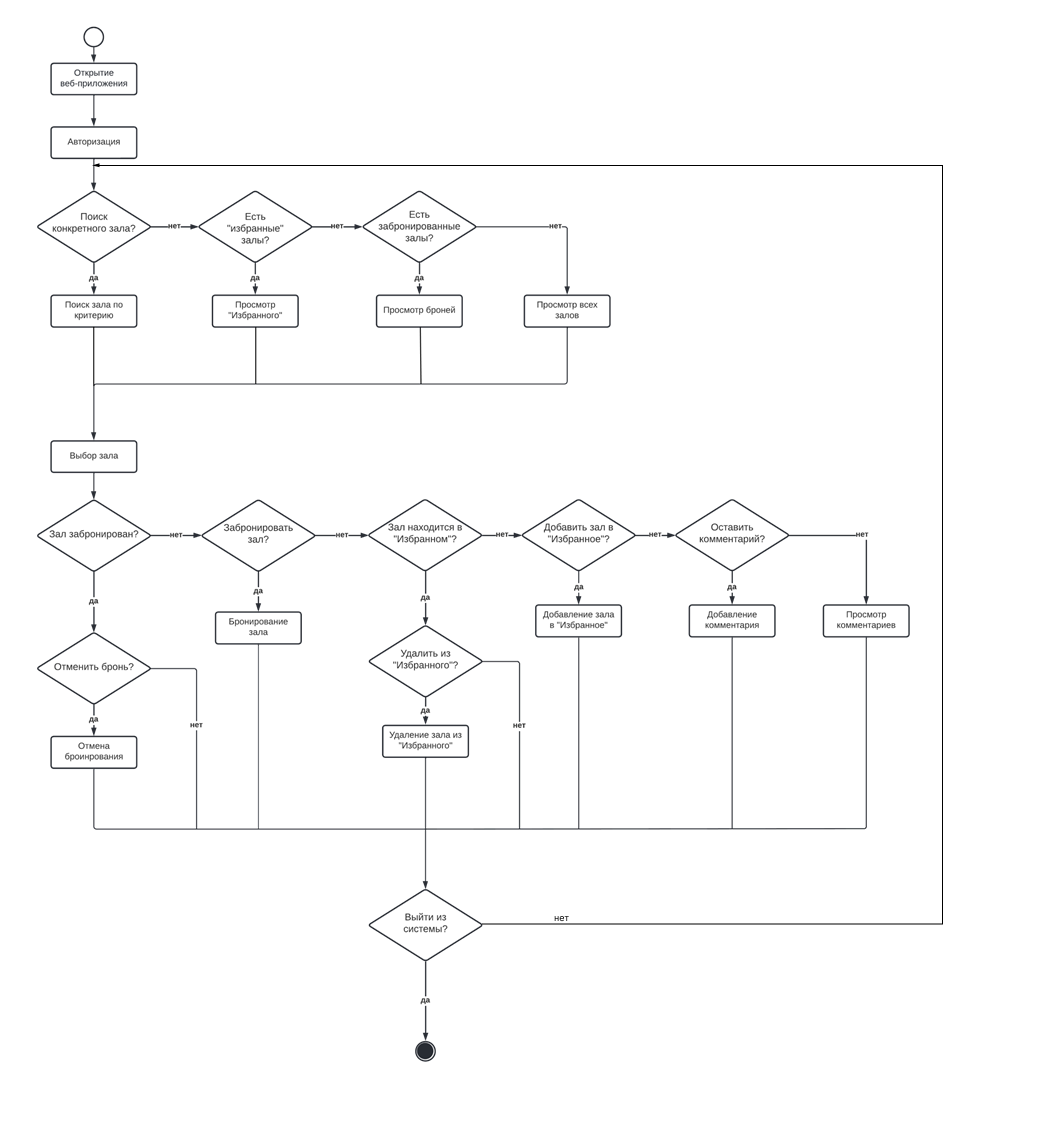 Открытие
веб-приложения
Авторизация
Поиск
конкретного зала?
нет
Есть
"избранные"
залы?
нет
Есть
забронированные
залы?
нет
да
да
да
Поиск зала по
критерию
Просмотр
"Избранного"
Просмотр броней
Просмотр всех
залов
Выбор зала
Зал забронирован?
нет
Забронировать
зал?
нет
Зал находится в
"Избранном"?
нет
Добавить зал в
"Избранное"?
нет
Оставить
комментарий?
нет
да
да
да
да
да
Бронирование
зала
Добавление зала
в "Избранное"
Добавление
комментария
Просмотр
комментариев
Отменить бронь?
Удалить из
"Избранного"?
да
нет
да
нет
Отмена
броинрования
Удаление зала из
"Избранного"
Выйти из
системы?
нет
да